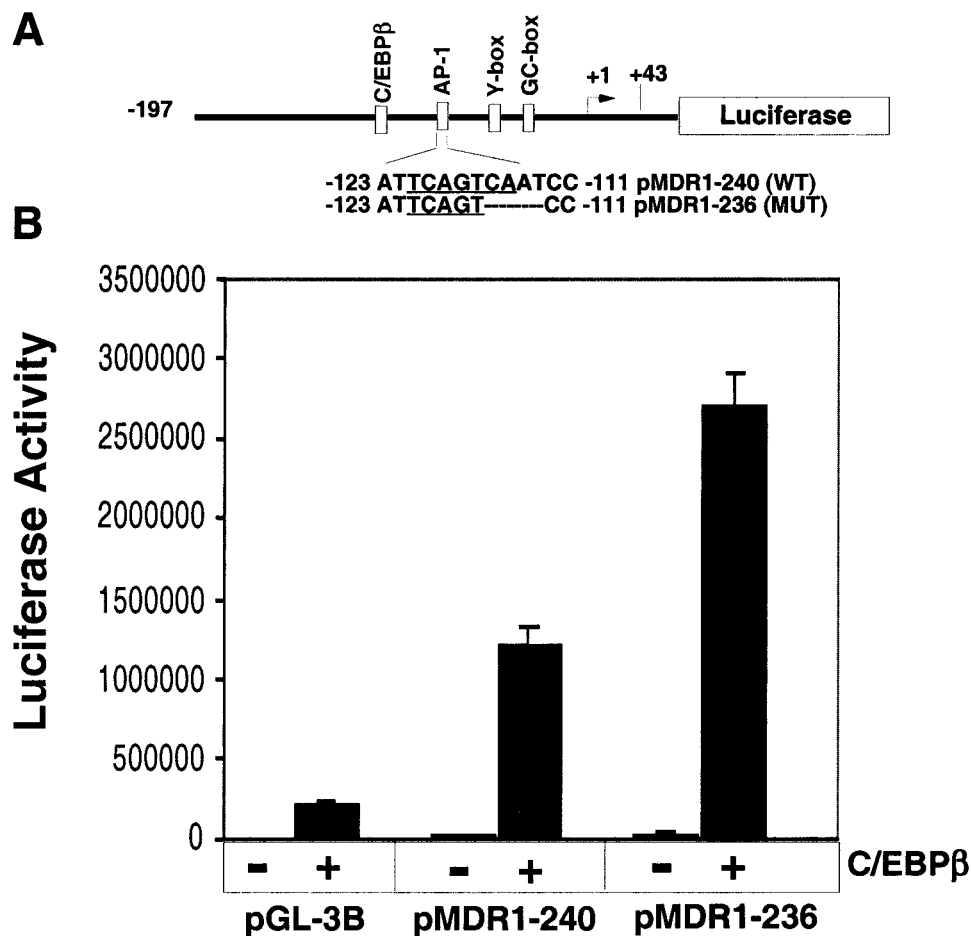 A
C/EBPβ
AP-1
Y-box
GC-box
+1
+43
-197
Luciferase
-123 ATTCAGTCAATCC -111 pMDR1-240 (WT)
-123 ATTCAGT--------CC -111 pMDR1-236 (MUT)
B
Luciferase Activity
3500000
3000000
2500000
2000000
1500000
1000000
500000
0
- + - + - + C/EBPβ
pGL-3B pMDR1-240 pMDR1-236